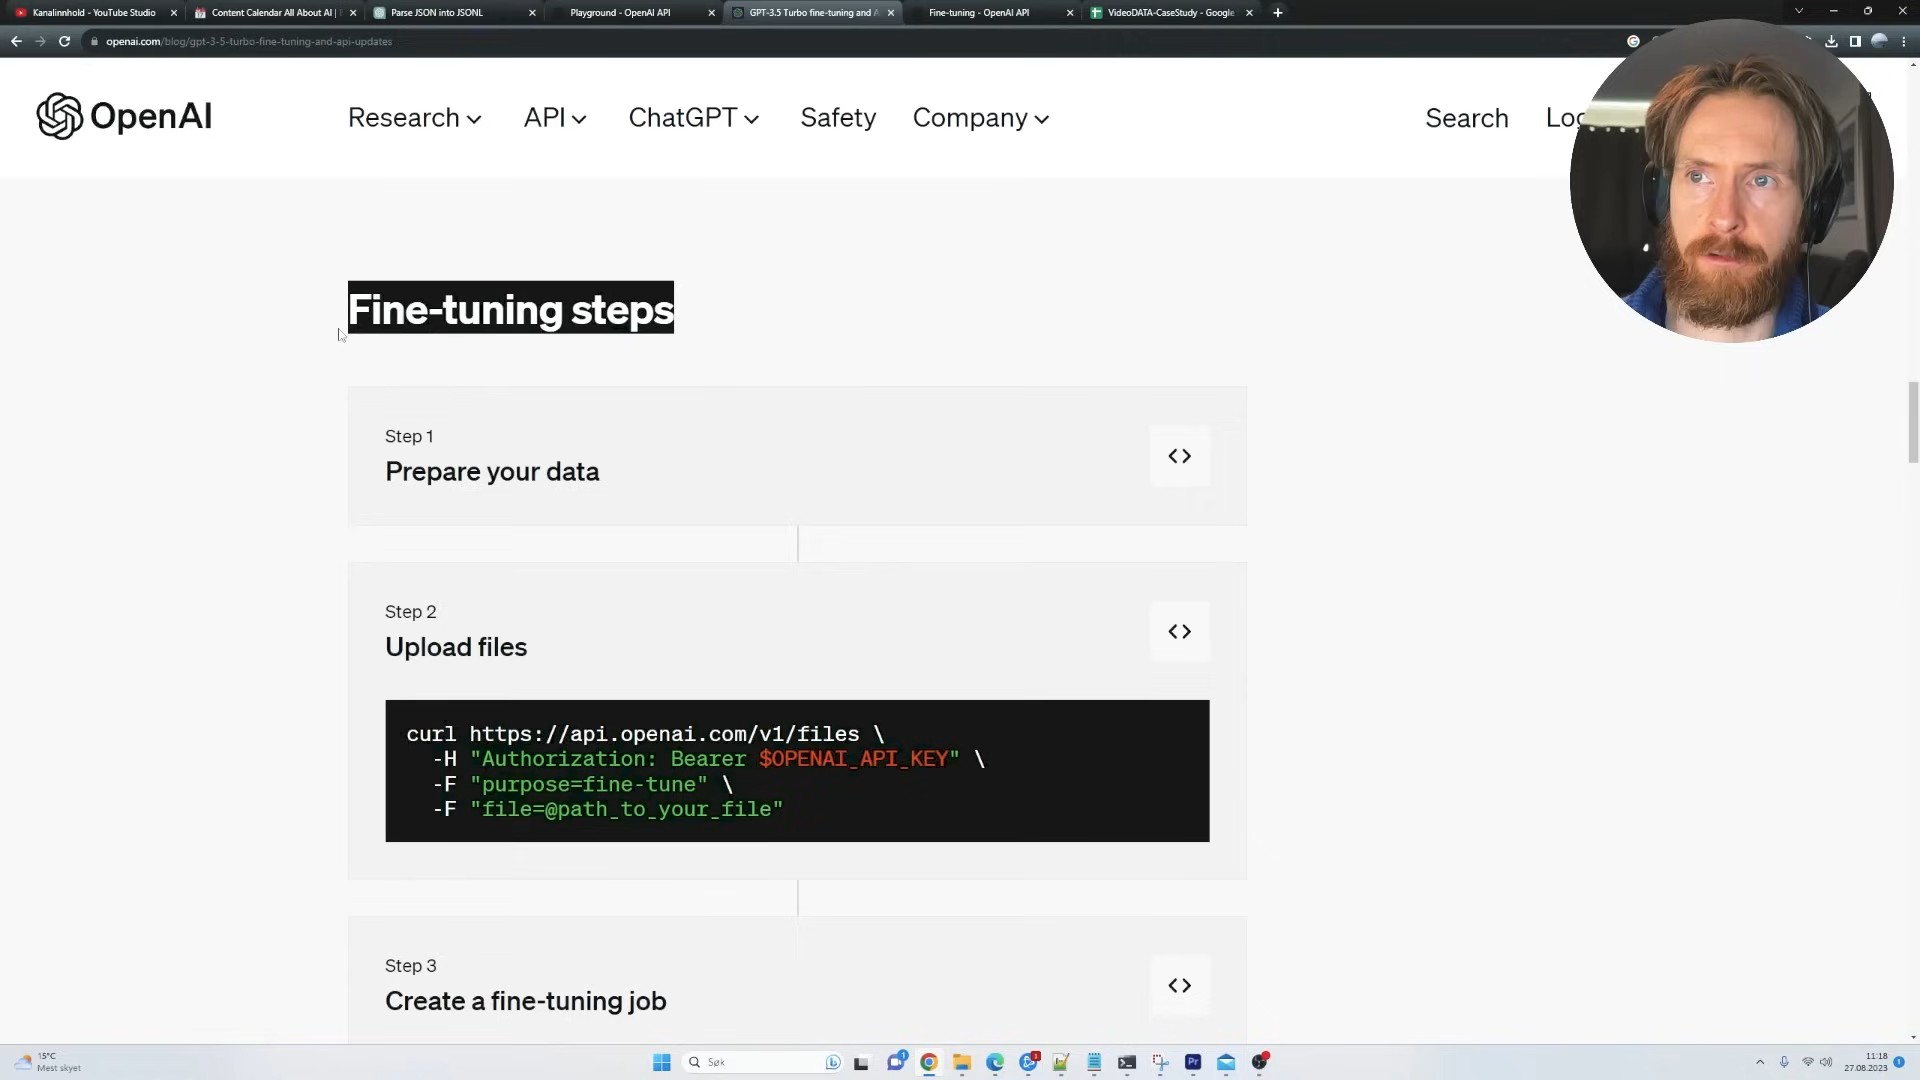 Kanalinnhold - YouTube Studio
Content Calendar All About AI |
Parse JSON into JSONL
Playground - OpenAI API
GPT-3.5 Turbo fine-tuning and A
Fine-tuning - OpenAI API
VideoDATA-CaseStudy - Google
openai.com/blog/gpt-3-5-turbo-fine-tuning-and-api-updates
OpenAI
Research
API
ChatGPT
Safety
Company
Search
Log
Fine-tuning steps
Step 1
Prepare your data
<>
Step 2
Upload files
<>
curl https://api.openai.com/v1/files \
-H "Authorization: Bearer $OPENAI_API_KEY" \
-F "purpose=fine-tune" \
-F "file=@path_to_your_file"
Step 3
Create a fine-tuning job
<>
15°C
Mest skyet
Søk
Pr
11:18
27.08.2023